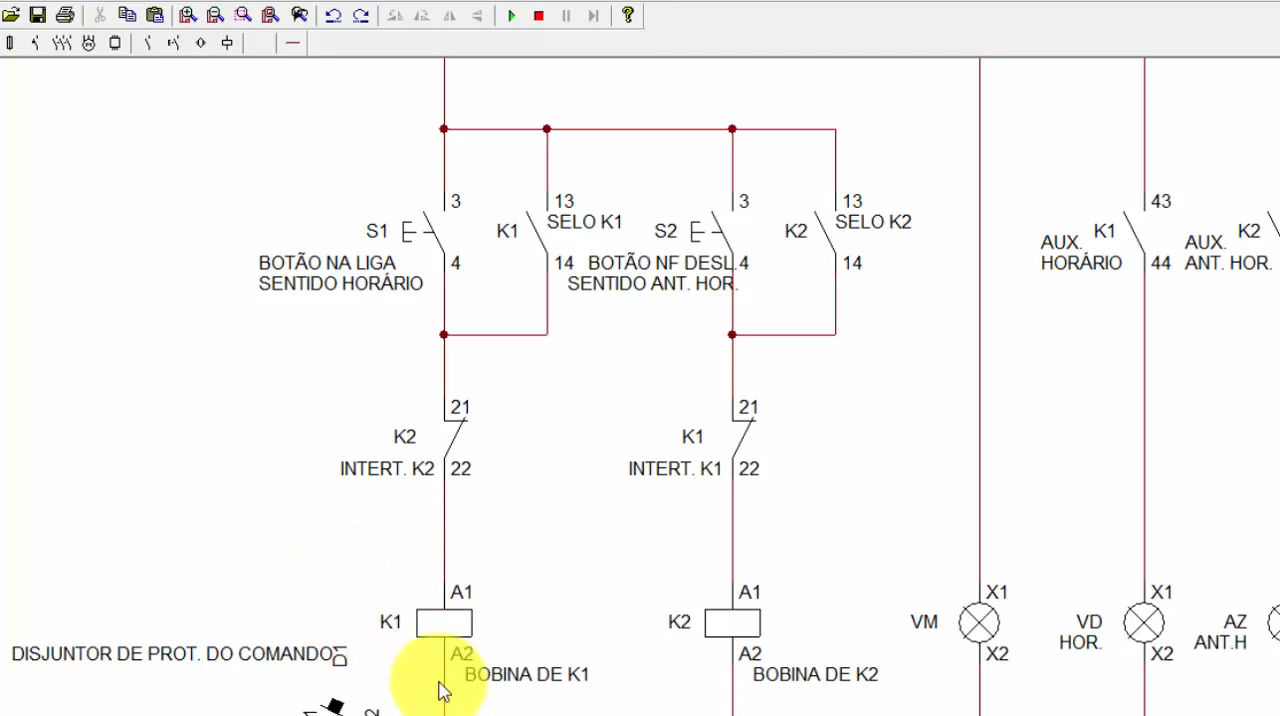 3
13
3
13
43
S1
K1
SELO K1
S2
K2
SELO K2
K1
K2
AUX.
HORÁRIO
AUX.
ANT. HOR.
BOTÃO NA LIGA
SENTIDO HORÁRIO
4
14
BOTÃO NF DESL.
SENTIDO ANT. HOR.
4
14
44
21
21
K2
K1
INTERT. K2
22
INTERT. K1
22
A1
A1
X1
X1
K1
K2
VM
VD
HOR.
AZ
ANT.H
DISJUNTOR DE PROT. DO COMANDO
D1
A2
A2
X2
X2
BOBINA DE K1
BOBINA DE K2
2